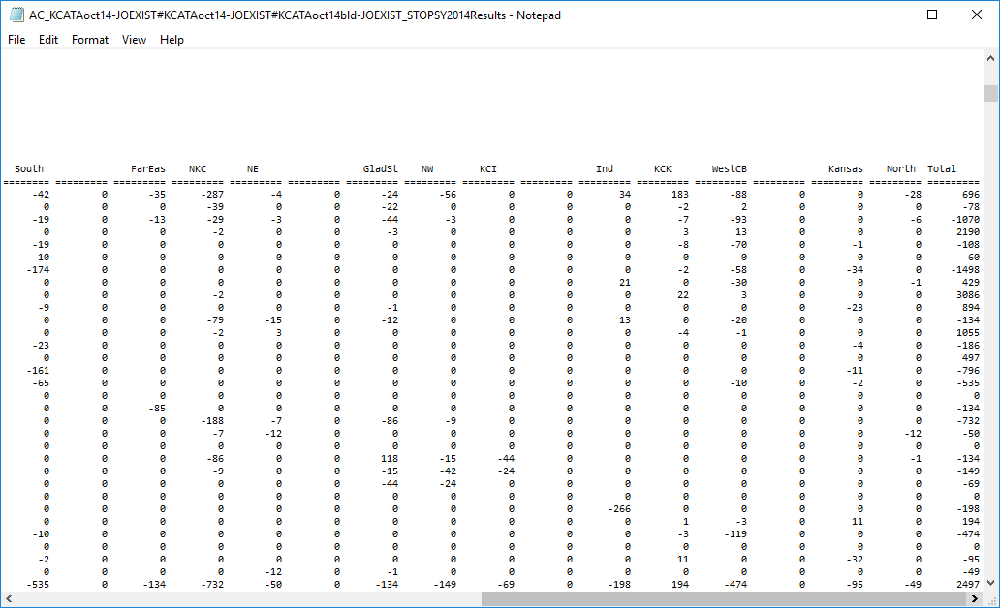 AC_KCATAoct14-JOEXIST#KCATAoct14-JOEXIST#KCATAoct14bld-JOEXIST_STOPSY2014Results - Notepad
File Edit Format View Help
South FarEas NKC NE GladSt NW KCI Ind KCK WestCB Kansas North Total
======== ========= ========= ========= ========= ========= ========= ========= ========= ========= ========= ========= ========= ========= ========= ========= =========
-42 0 -35 -287 -4 0 -24 -56 0 0 34 183 -88 0 0 -28 696
0 0 0 -39 0 0 -22 0 0 0 0 -2 2 0 0 0 -78
-19 0 -13 -29 -3 0 -44 -3 0 0 0 -7 -93 0 0 -6 -1070
0 0 0 -2 0 0 -3 0 0 0 0 3 13 0 0 0 2190
-19 0 0 0 0 0 0 0 0 0 0 -8 -70 0 -1 0 -108
-10 0 0 0 0 0 0 0 0 0 0 0 0 0 0 0 -60
-174 0 0 0 0 0 0 0 0 0 0 -2 -58 0 -34 0 -1498
0 0 0 0 0 0 0 0 0 0 21 0 -30 0 0 -1 429
0 0 0 -2 0 0 0 0 0 0 0 22 3 0 0 0 3086
-9 0 0 0 0 0 -1 0 0 0 0 0 0 0 -23 0 894
0 0 0 -79 -15 0 -12 0 0 0 13 0 -20 0 0 0 -134
0 0 0 -2 3 0 0 0 0 0 0 -4 -1 0 0 0 1055
-23 0 0 0 0 0 0 0 0 0 0 0 0 0 -4 0 -186
0 0 0 0 0 0 0 0 0 0 0 0 0 0 0 0 497
-161 0 0 0 0 0 0 0 0 0 0 0 0 0 -11 0 -796
-65 0 0 0 0 0 0 0 0 0 0 0 -10 0 -2 0 -535
0 0 0 0 0 0 0 0 0 0 0 0 0 0 0 0 0
0 0 -85 0 0 0 0 0 0 0 0 0 0 0 0 0 -134
0 0 0 -188 -7 0 -86 -9 0 0 0 0 0 0 0 0 -732
0 0 0 -7 -12 0 0 0 0 0 0 0 0 0 0 -12 -50
0 0 0 0 0 0 0 0 0 0 0 0 0 0 0 0 0
0 0 0 -86 0 0 118 -15 -44 0 0 0 0 0 0 -1 -134
0 0 0 -9 0 0 -15 -42 -24 0 0 0 0 0 0 0 -149
0 0 0 0 0 0 -44 -24 0 0 0 0 0 0 0 0 -69
0 0 0 0 0 0 0 0 0 0 0 0 0 0 0 0 0
0 0 0 0 0 0 0 0 0 0 -266 0 0 0 0 0 -198
0 0 0 0 0 0 0 0 0 0 0 1 -3 0 11 0 194
-10 0 0 0 0 0 0 0 0 0 0 -3 -119 0 0 0 -474
0 0 0 0 0 0 0 0 0 0 0 0 0 0 0 0 0
-2 0 0 0 0 0 0 0 0 0 0 11 0 0 -32 0 -95
0 0 0 0 -12 0 -1 0 0 0 0 0 0 0 0 0 -49
-535 0 -134 -732 -50 0 -134 -149 -69 0 -198 194 -474 0 -95 -49 2497